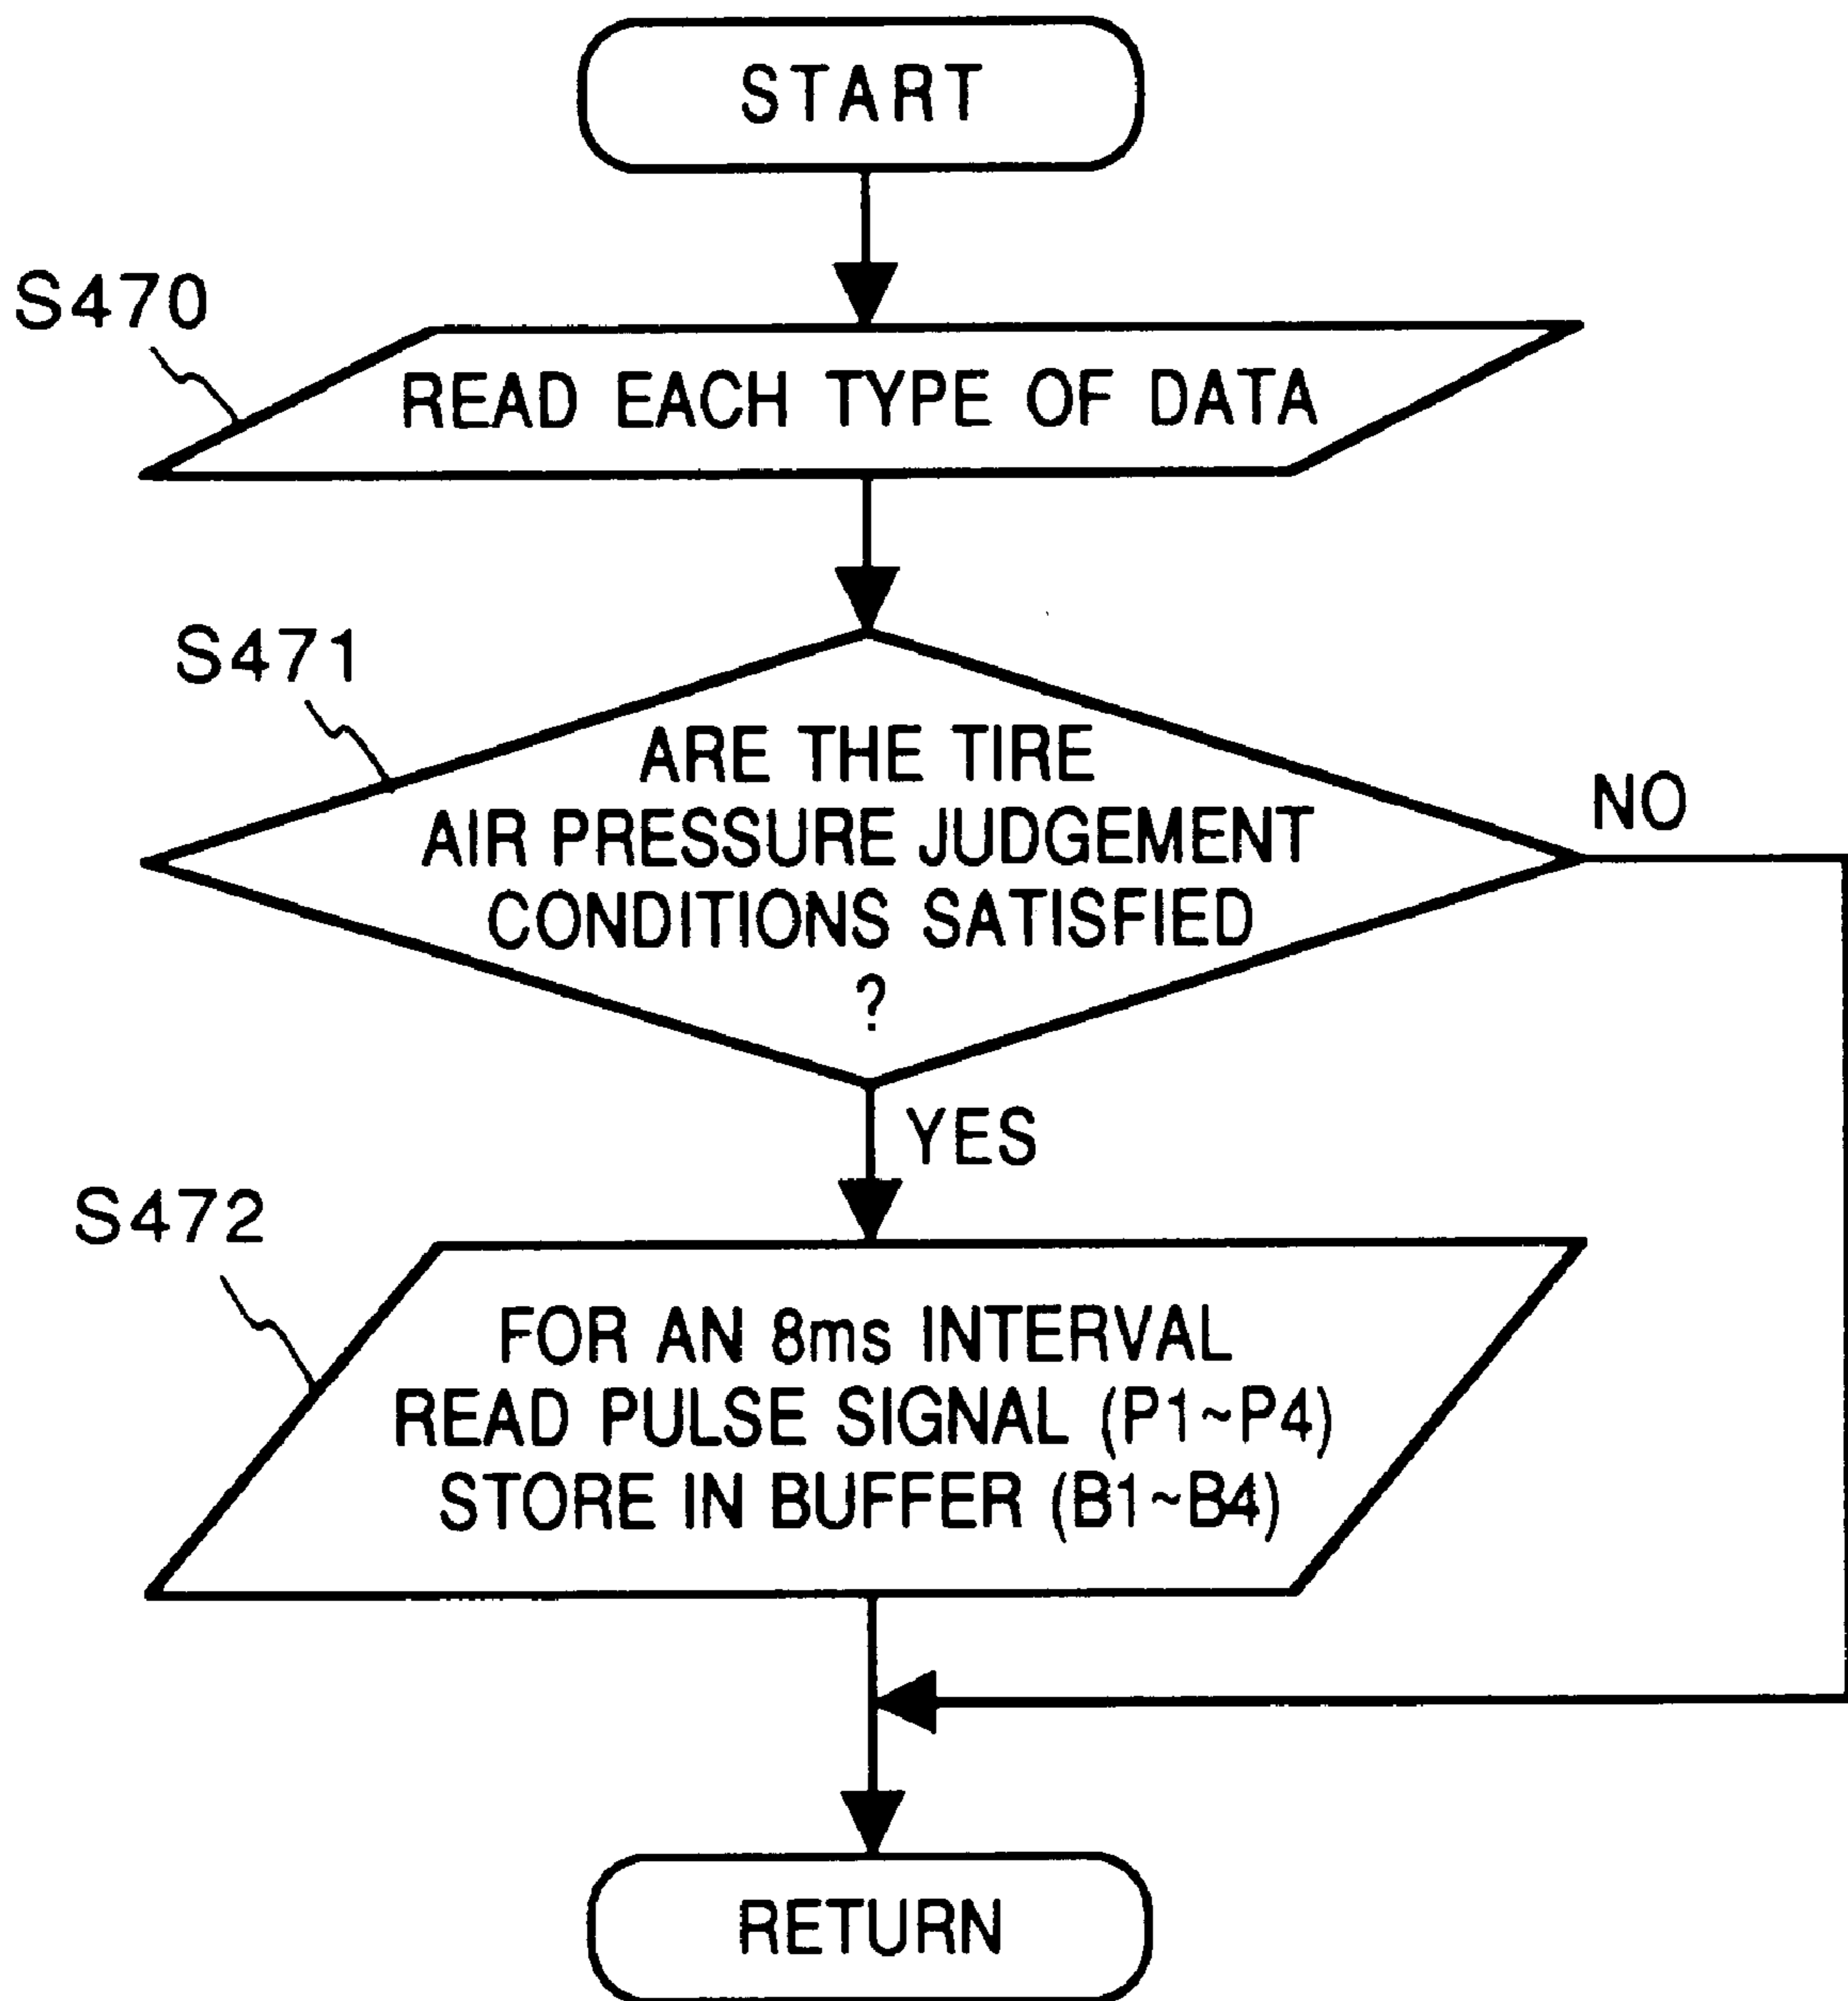 START
S470
READ EACH TYPE OF DATA
S471
ARE THE TIRE
AIR PRESSURE JUDGEMENT
CONDITIONS SATISFIED
?
NO
YES
S472
FOR AN 8ms INTERVAL
READ PULSE SIGNAL (P1~P4)
STORE IN BUFFER (B1~B4)
RETURN